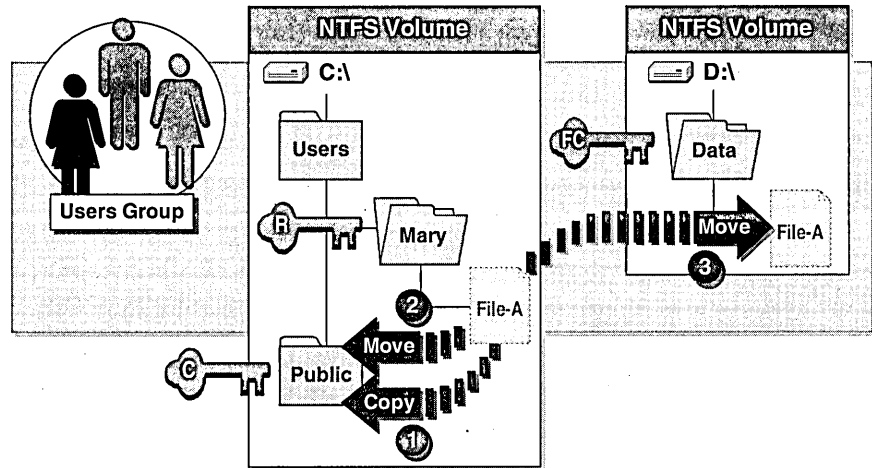 NTFS Volume
C:\
Users
R
Mary
2
File-A
Move
C
Public
Copy
1
Users Group
NTFS Volume
D:\
FC
Data
Move
File-A
3